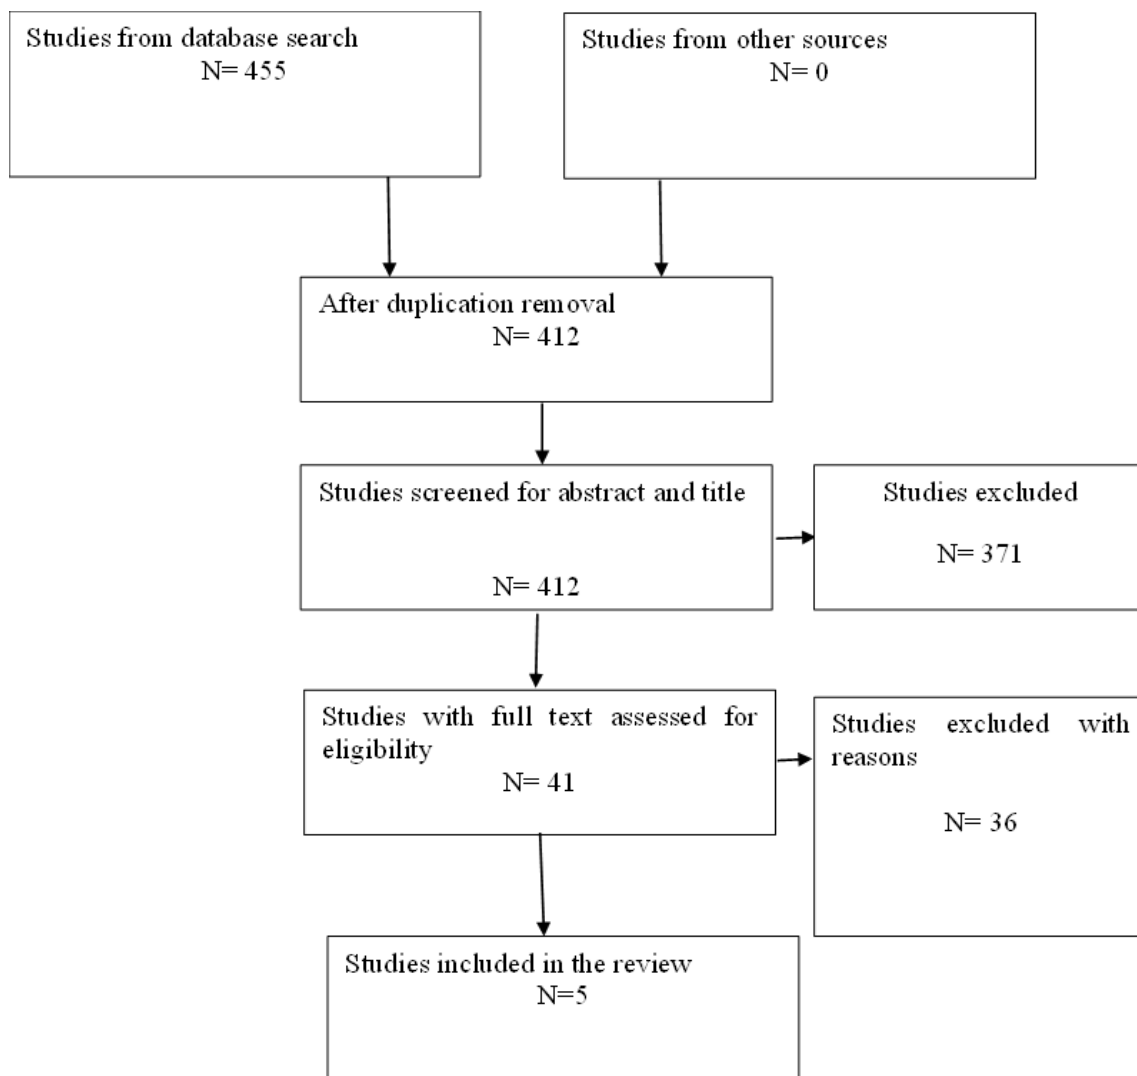 Studies from database search
N= 455
Studies from other sources
N= 0
After duplication removal
N= 412
Studies screened for abstract and title
N= 412
Studies excluded
N= 371
Studies with full text assessed for
eligibility
N= 41
Studies excluded with
reasons
N= 36
Studies included in the review
N=5